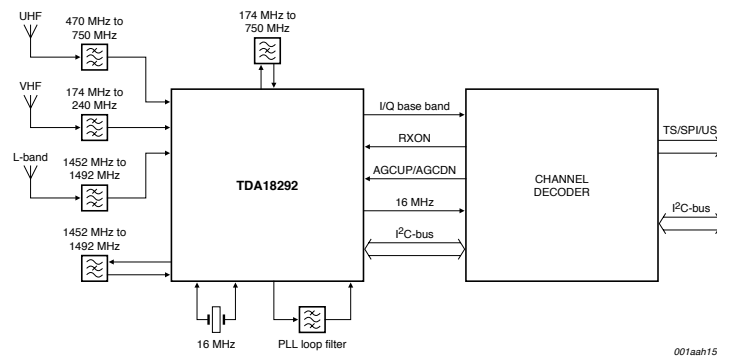 UHF
470 MHz to
750 MHz
174 MHz to
750 MHz
VHF
174 MHz to
240 MHz
L-band
1452 MHz to
1492 MHz
1452 MHz to
1492 MHz
TDA18292
I/Q base band
RXON
AGCUP/AGCDN
16 MHz
I²C-bus
CHANNEL
DECODER
TS/SPI/US
I²C-bus
16 MHz
PLL loop filter
001aah15